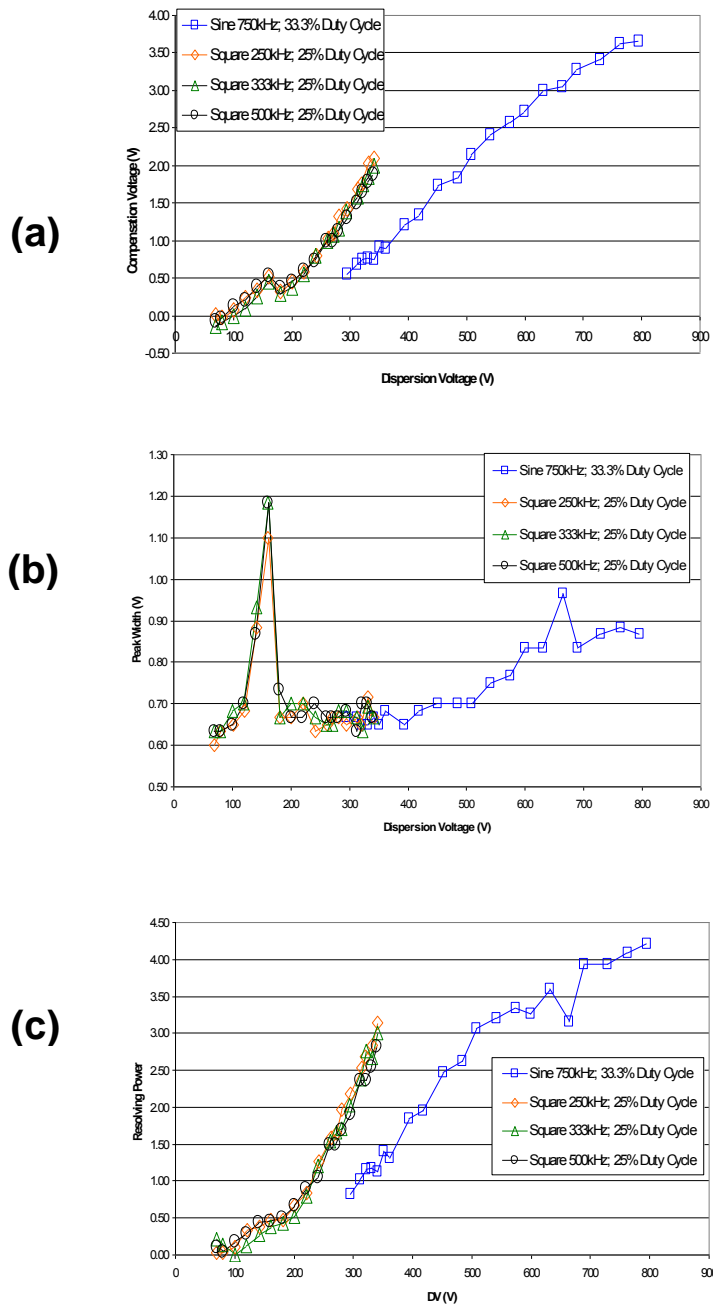 (a)
Compensation Voltage (V)
4.00
3.50
3.00
2.50
2.00
1.50
1.00
0.50
0.00
-0.50
Sine 750kHz; 33.3% Duty Cycle
Square 250kHz; 25% Duty Cycle
Square 333kHz; 25% Duty Cycle
Square 500kHz; 25% Duty Cycle
0 100 200 300 400 500 600 700 800 900
Dispersion Voltage (V)
(b)
Peak Width (V)
1.30
1.20
1.10
1.00
0.90
0.80
0.70
0.60
0.50
Sine 750kHz; 33.3% Duty Cycle
Square 250kHz; 25% Duty Cycle
Square 333kHz; 25% Duty Cycle
Square 500kHz; 25% Duty Cycle
0 100 200 300 400 500 600 700 800 900
Dispersion Voltage (V)
(c)
Resolving Power
4.50
4.00
3.50
3.00
2.50
2.00
1.50
1.00
0.50
0.00
Sine 750kHz; 33.3% Duty Cycle
Square 250kHz; 25% Duty Cycle
Square 333kHz; 25% Duty Cycle
Square 500kHz; 25% Duty Cycle
0 100 200 300 400 500 600 700 800 900
DV (V)